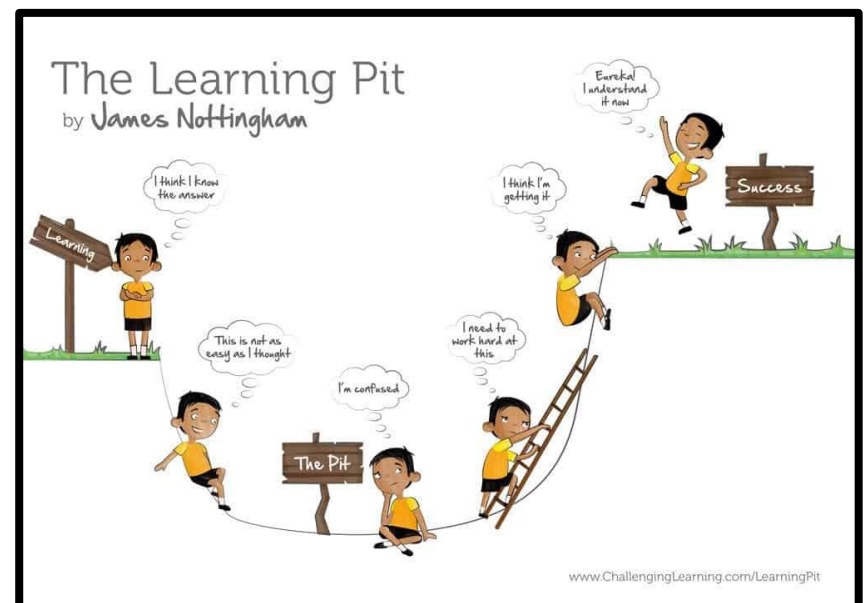 The Learning Pit
by James Nottingham
Eureka!
I understand
it now
I think I know
the answer
I think I'm
getting it
Success
Learning
This is not as
easy as I thought
I need to
work hard at
this
I'm confused
The Pit
www.ChallengingLearning.com/LearningPit